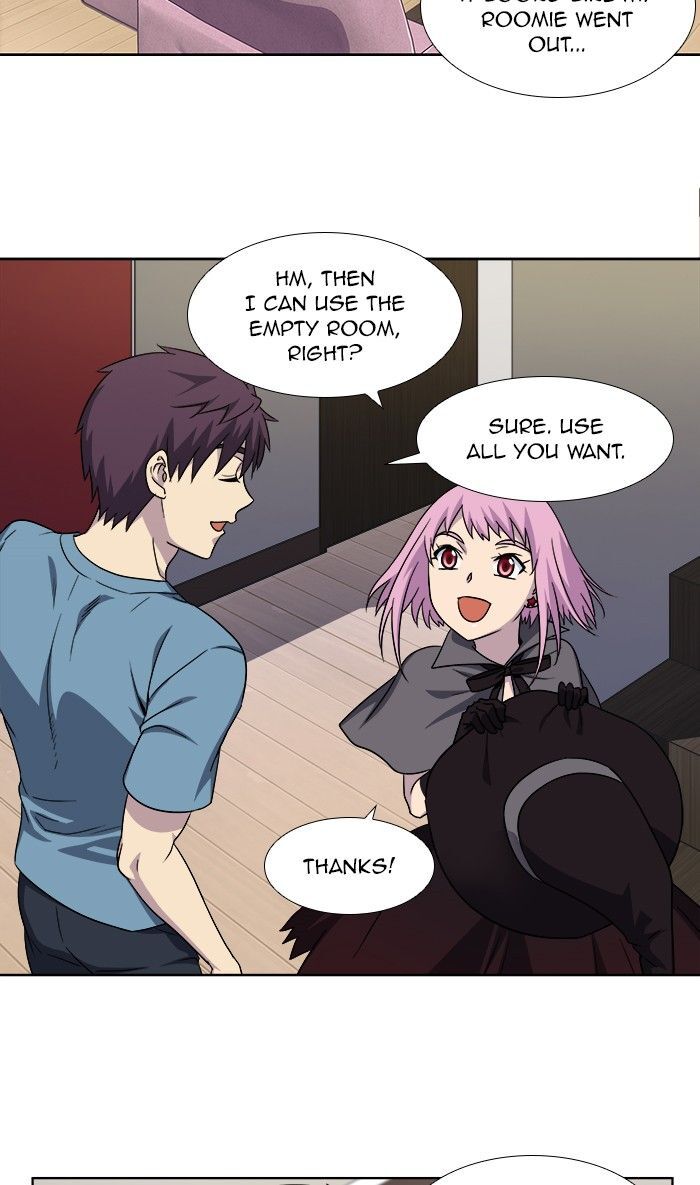 ROOMIE WENT
OUT...
HM, THEN
I CAN USE THE
EMPTY ROOM,
RIGHT?
SURE. USE
ALL YOU WANT.
THANKS!